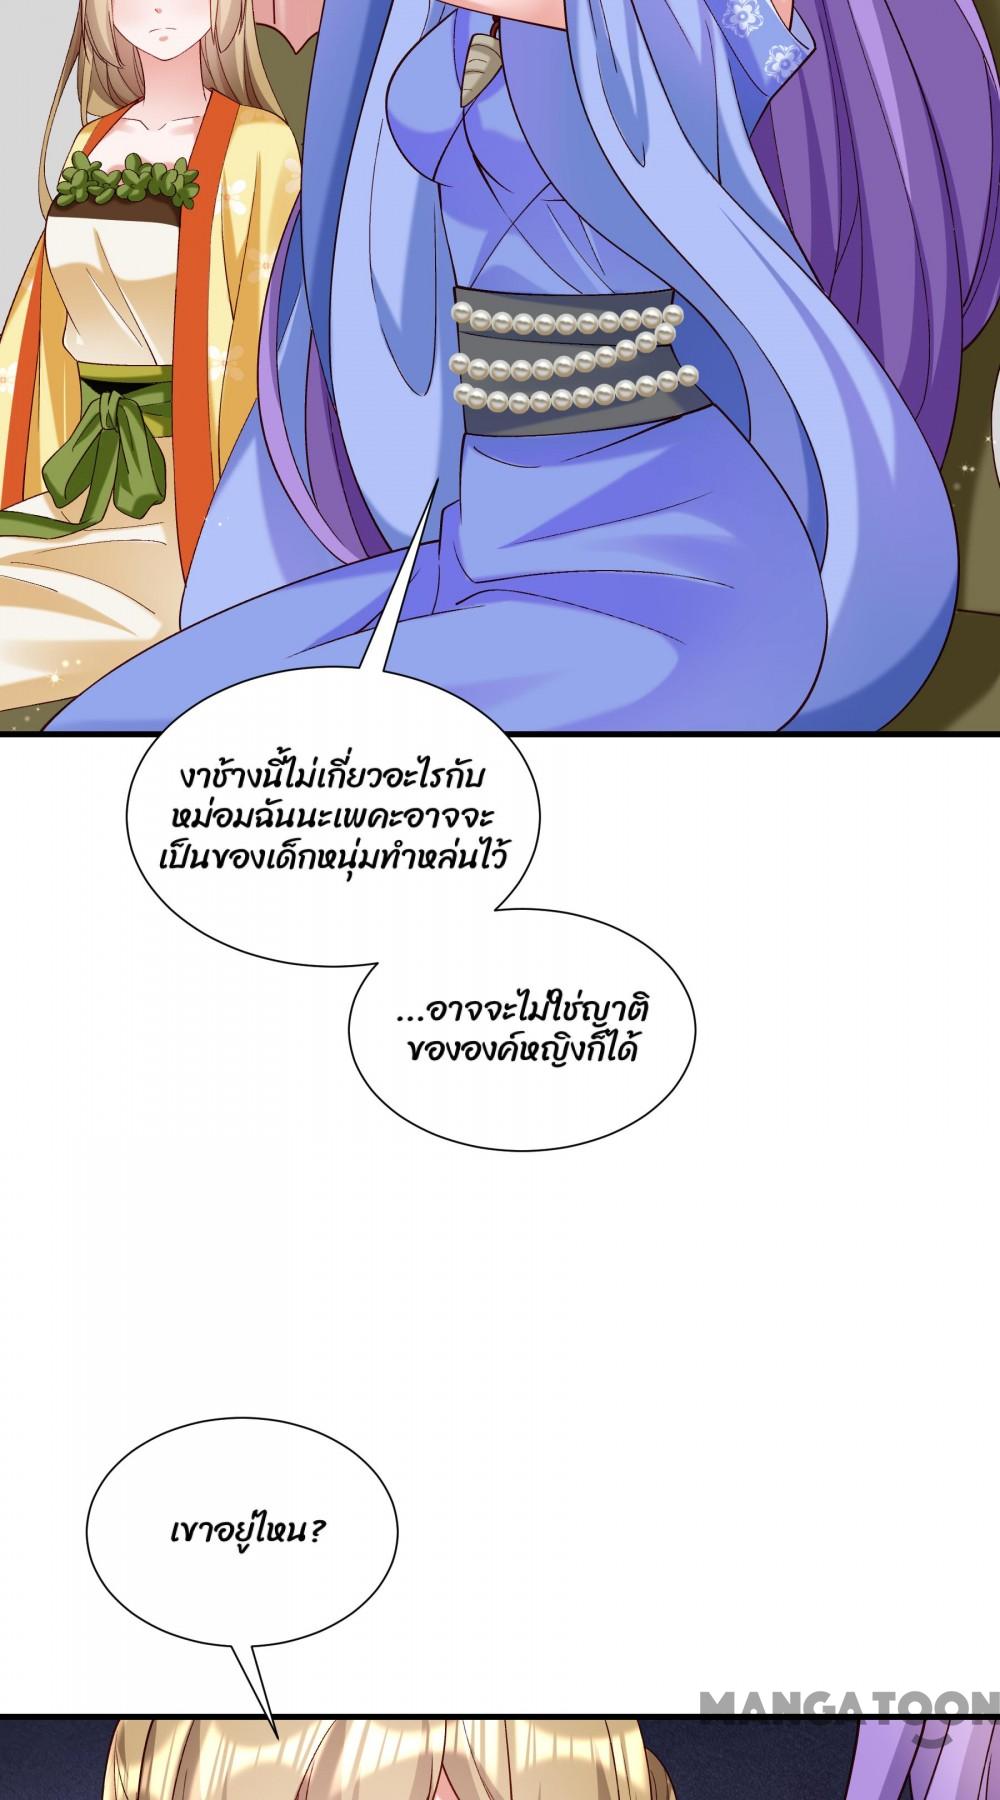 งาช้างนี้ไม่เกี่ยวอะไรกับ
หม่อมฉันนะเพคะอาจจะ
เป็นของเด็กหนุ่มทำหล่นไว้
...อาจจะไม่ใช่ญาติ
ขององค์หญิงก็ได้
เขาอยู่ไหน?
MANGATOON